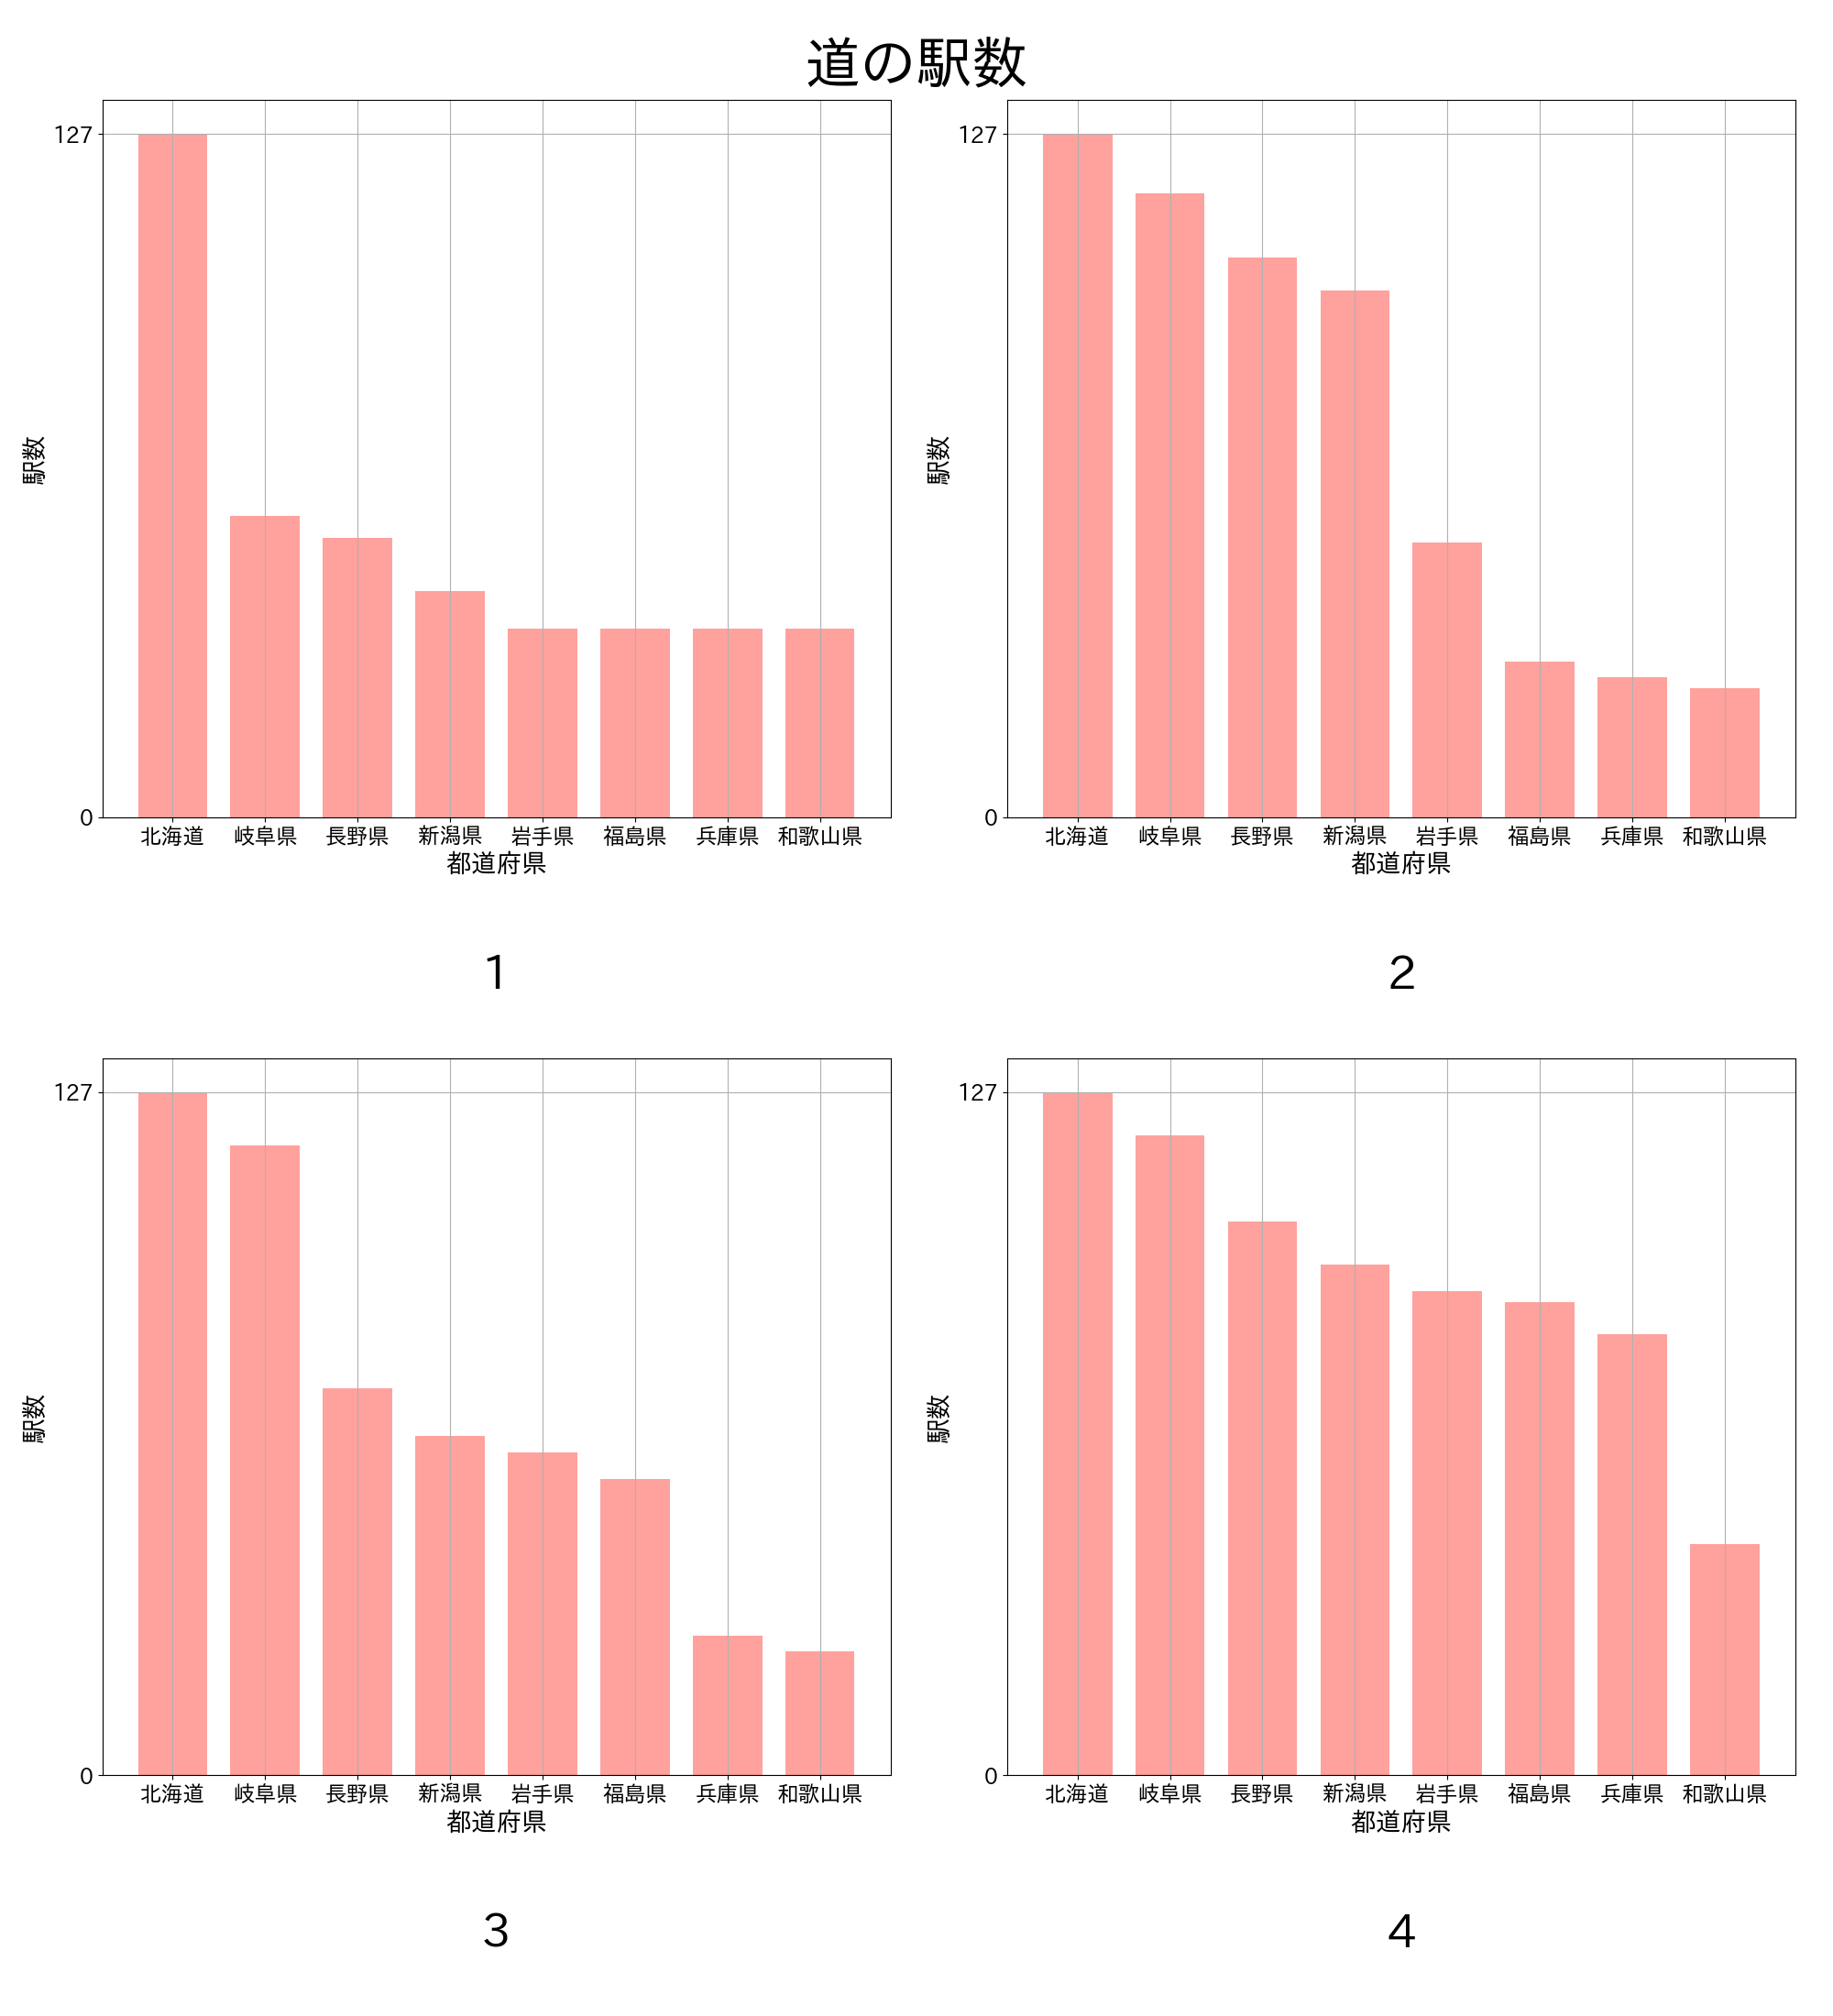 道の駅数
127
駅数
0
北海道 岐阜県 長野県 新潟県 岩手県 福島県 兵庫県 和歌山県
都道府県
1
127
駅数
0
北海道 岐阜県 長野県 新潟県 岩手県 福島県 兵庫県 和歌山県
都道府県
2
127
駅数
0
北海道 岐阜県 長野県 新潟県 岩手県 福島県 兵庫県 和歌山県
都道府県
3
127
駅数
0
北海道 岐阜県 長野県 新潟県 岩手県 福島県 兵庫県 和歌山県
都道府県
4